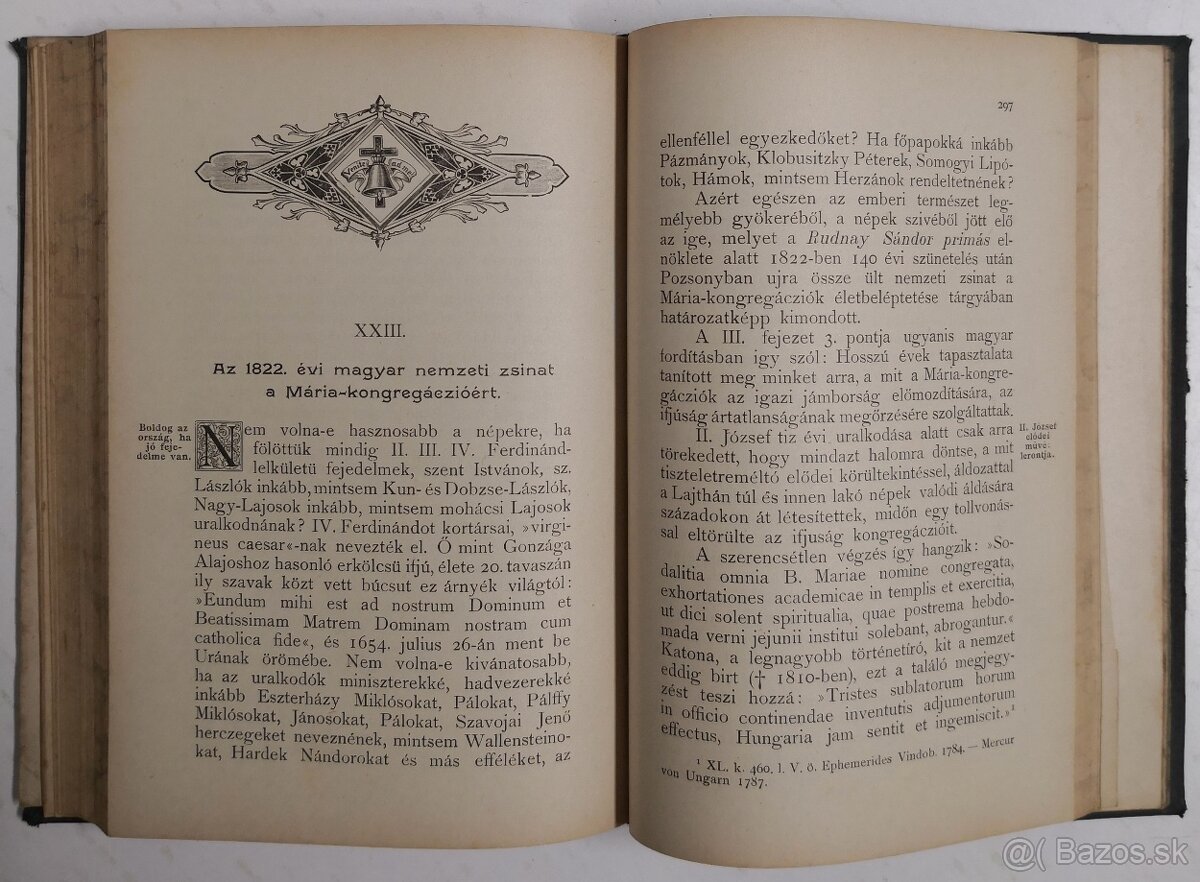 Venite ad me
XXIII.
Az 1822. évi magyar nemzeti zsinat
a Mária-kongregáczióért.
Boldog az
ország, ha
jó feje-
delme van.
Nem volna-e hasznosabb a népekre, ha
fölöttük mindig II. III. IV. Ferdinánd-
lelkületű fejedelmek, szent Istvánok, sz.
Lászlók inkább, mintsem Kun- és Dobzse-Lászlók,
Nagy-Lajosok inkább, mintsem mohácsi Lajosok
uralkodnának? IV. Ferdinándot kortársai, »virgi-
neus caesar«-nak nevezték el. Ő mint Gonzága
Alajoshoz hasonló erkölcsű ifjú, élete 20. tavaszán
ily szavak közt vett búcsut ez árnyék világtól:
»Eundum mihi est ad nostrum Dominum et
Beatissimam Matrem Dominam nostram cum
catholica fide«, és 1654. julius 26-án ment be
Urának örömébe. Nem volna-e kivánatosabb,
ha az uralkodók miniszterekké, hadvezerekké
inkább Eszterházy Miklósokat, Pálokat, Pálffy
Miklósokat, Jánosokat, Pálokat, Szavojai Jenő
herczegeket neveznének, mintsem Wallensteino-
kat, Hardek Nándorokat és más efféléket, az
297
ellenféllel egyezkedőket? Ha főpapokká inkább
Pázmányok, Klobusitzky Péterek, Somogyi Lipó-
tok, Hámok, mintsem Herzánok rendeltetnének?
Azért egészen az emberi természet leg-
mélyebb gyökeréből, a népek szivéből jött elő
az ige, melyet a Rudnay Sándor primás el-
nöklete alatt 1822-ben 140 évi szünetelés után
Pozsonyban ujra össze ült nemzeti zsinat a
Mária-kongregácziók életbeléptetése tárgyában
határozatképp kimondott.
A III. fejezet 3. pontja ugyanis magyar
fordításban igy szól: Hosszú évek tapasztalata
tanított meg minket arra, a mit a Mária-kongre-
gácziók az igazi jámborság előmozdítására, az
ifjúság ártatlanságának megőrzésére szolgáltattak.
II. József tiz évi uralkodása alatt csak arra
törekedett, hogy mindazt halomra döntse, a mit
tiszteletreméltó elődei körültekintéssel, áldozattal
a Lajthán túl és innen lakó népek valódi áldására
századokon át létesítettek, midőn egy tollvonás-
sal eltörülte az ifjuság kongregáczióit.
II. József
elődei
műve
lerontja.
A szerencsétlen végzés így hangzik: »So-
dalitia omnia B. Mariae nomine congregata,
exhortationes academicae in templis et exercitia,
ut dici solent spiritualia, quae postrema hebdo-
mada verni jejunii institui solebant, abrogantur.«
Katona, a legnagyobb történetíró, kit a nemzet
eddig birt († 1810-ben), ezt a találó megjegy-
zést teszi hozzá: »Tristes sublatorum horum
in officio continendae inventutis adjumentorum
effectus, Hungaria jam sentit et ingemiscit.»¹
¹ XL. k. 460. l. V. ö. Ephemerides Vindob. 1784. — Mercur
von Ungarn 1787.
@( Bazos.sk